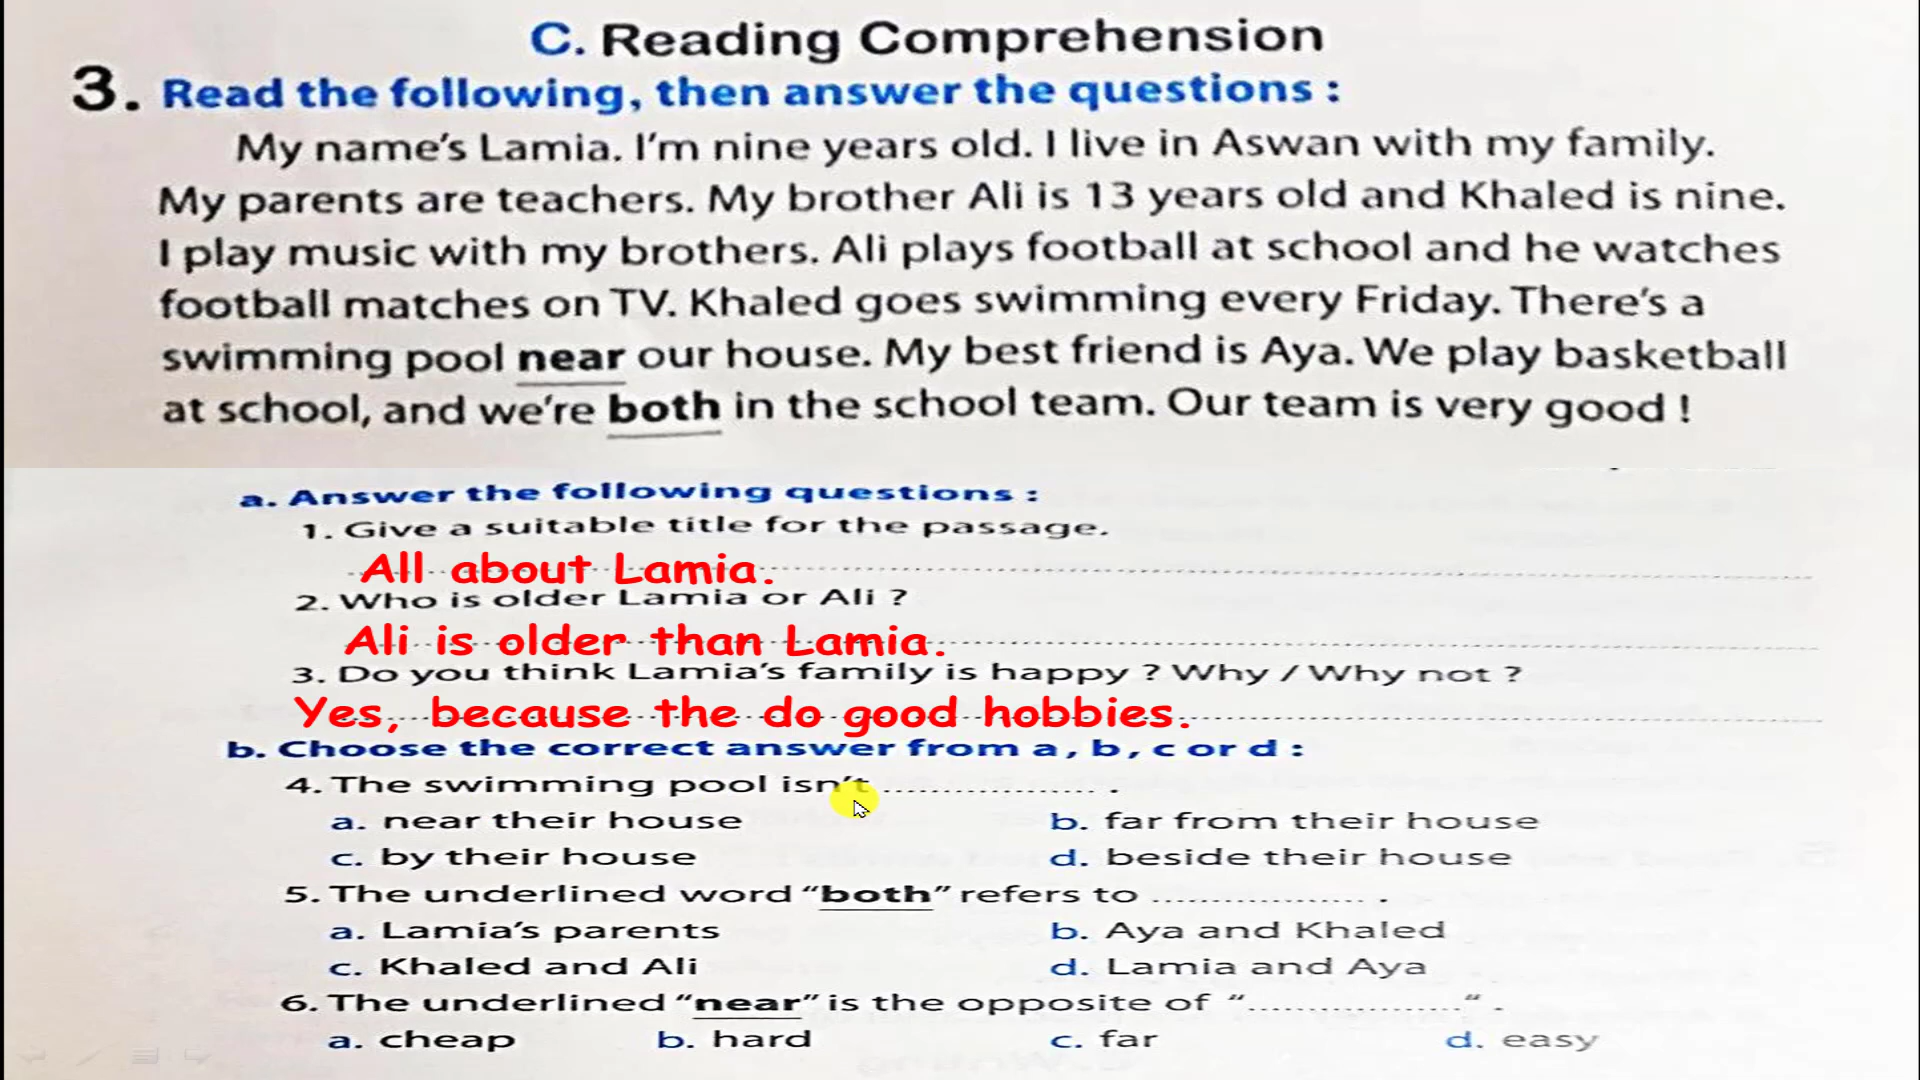 C. Reading Comprehension
3. Read the following, then answer the questions :
My name's Lamia. I'm nine years old. I live in Aswan with my family.
My parents are teachers. My brother Ali is 13 years old and Khaled is nine.
I play music with my brothers. Ali plays football at school and he watches
football matches on TV. Khaled goes swimming every Friday. There's a
swimming pool near our house. My best friend is Aya. We play basketball
at school, and we're both in the school team. Our team is very good !
a. Answer the following questions :
1. Give a suitable title for the passage.
All about Lamia.
2. Who is older Lamia or Ali ?
Ali is older than Lamia.
3. Do you think Lamia's family is happy ? Why / Why not ?
Yes, because the do good hobbies.
b. Choose the correct answer from a, b, c or d :
4. The swimming pool isn't .................. .
a. near their house b. far from their house
c. by their house d. beside their house
5. The underlined word “both” refers to .................. .
a. Lamia's parents b. Aya and Khaled
c. Khaled and Ali d. Lamia and Aya
6. The underlined “near” is the opposite of “..................“ .
a. cheap b. hard c. far d. easy